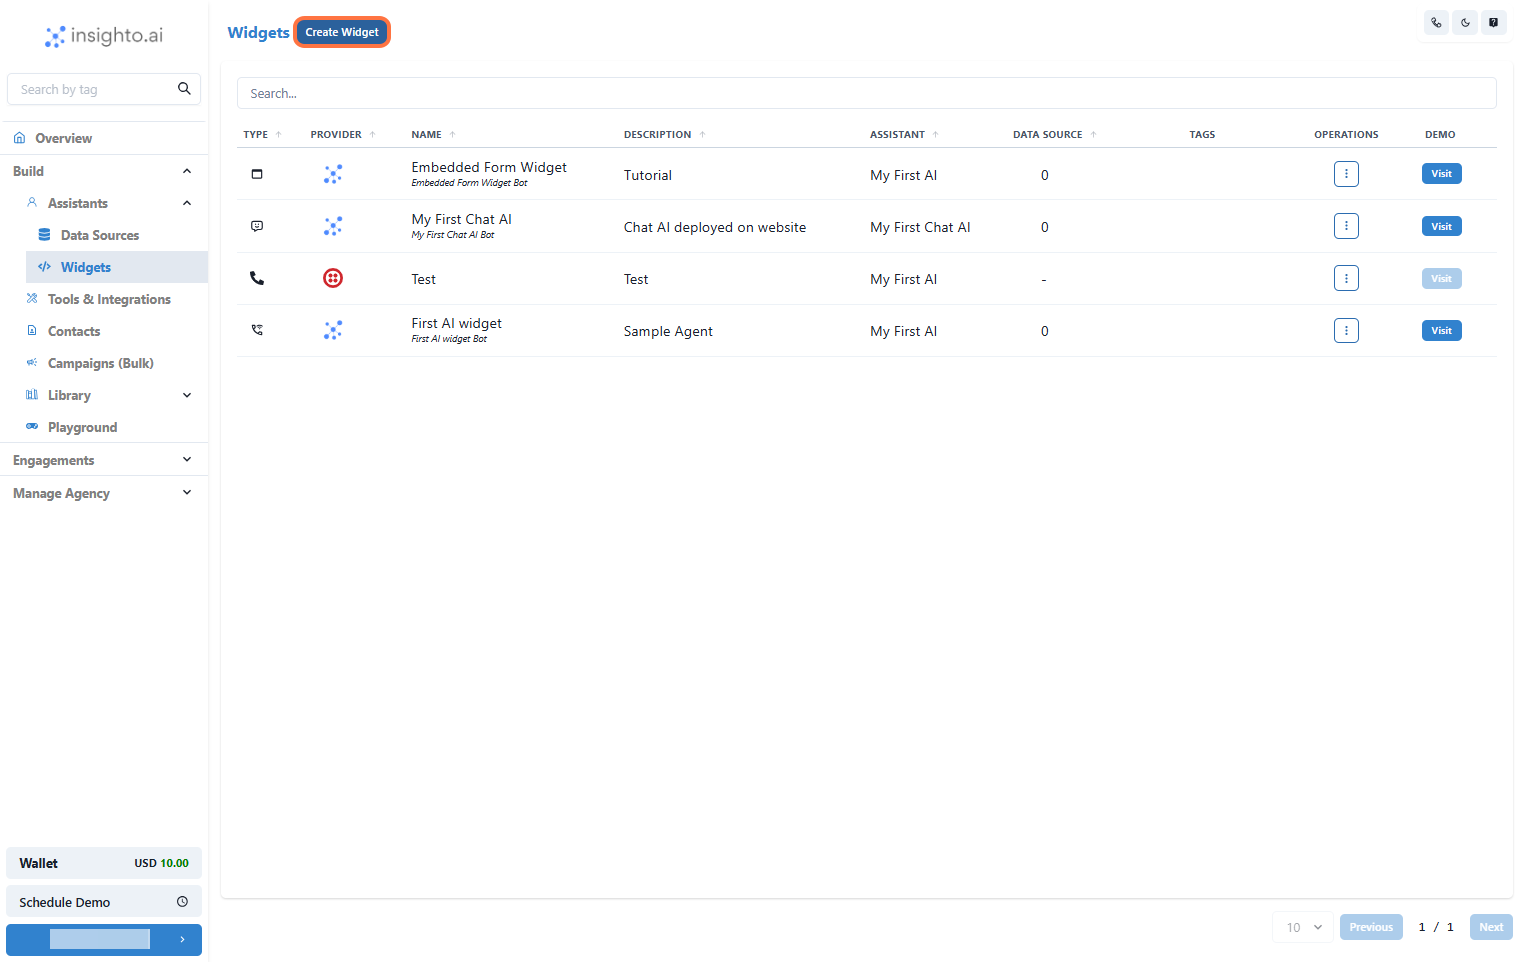 insighto.ai
Widgets
Create Widget
Search by tag
Search...
Overview
Build
Assistants
Data Sources
Widgets
Tools & Integrations
Contacts
Campaigns (Bulk)
Library
Playground
Engagements
Manage Agency
TYPE PROVIDER NAME DESCRIPTION ASSISTANT DATA SOURCE TAGS OPERATIONS DEMO
Embedded Form Widget Tutorial My First AI 0 Visit
Embedded Form Widget Bot
My First Chat AI Chat AI deployed on website My First Chat AI 0 Visit
My First Chat AI Bot
Test Test My First AI - Visit
First AI widget Sample Agent My First AI 0 Visit
First AI widget Bot
Wallet USD 10.00
Schedule Demo
10 Previous 1 / 1 Next